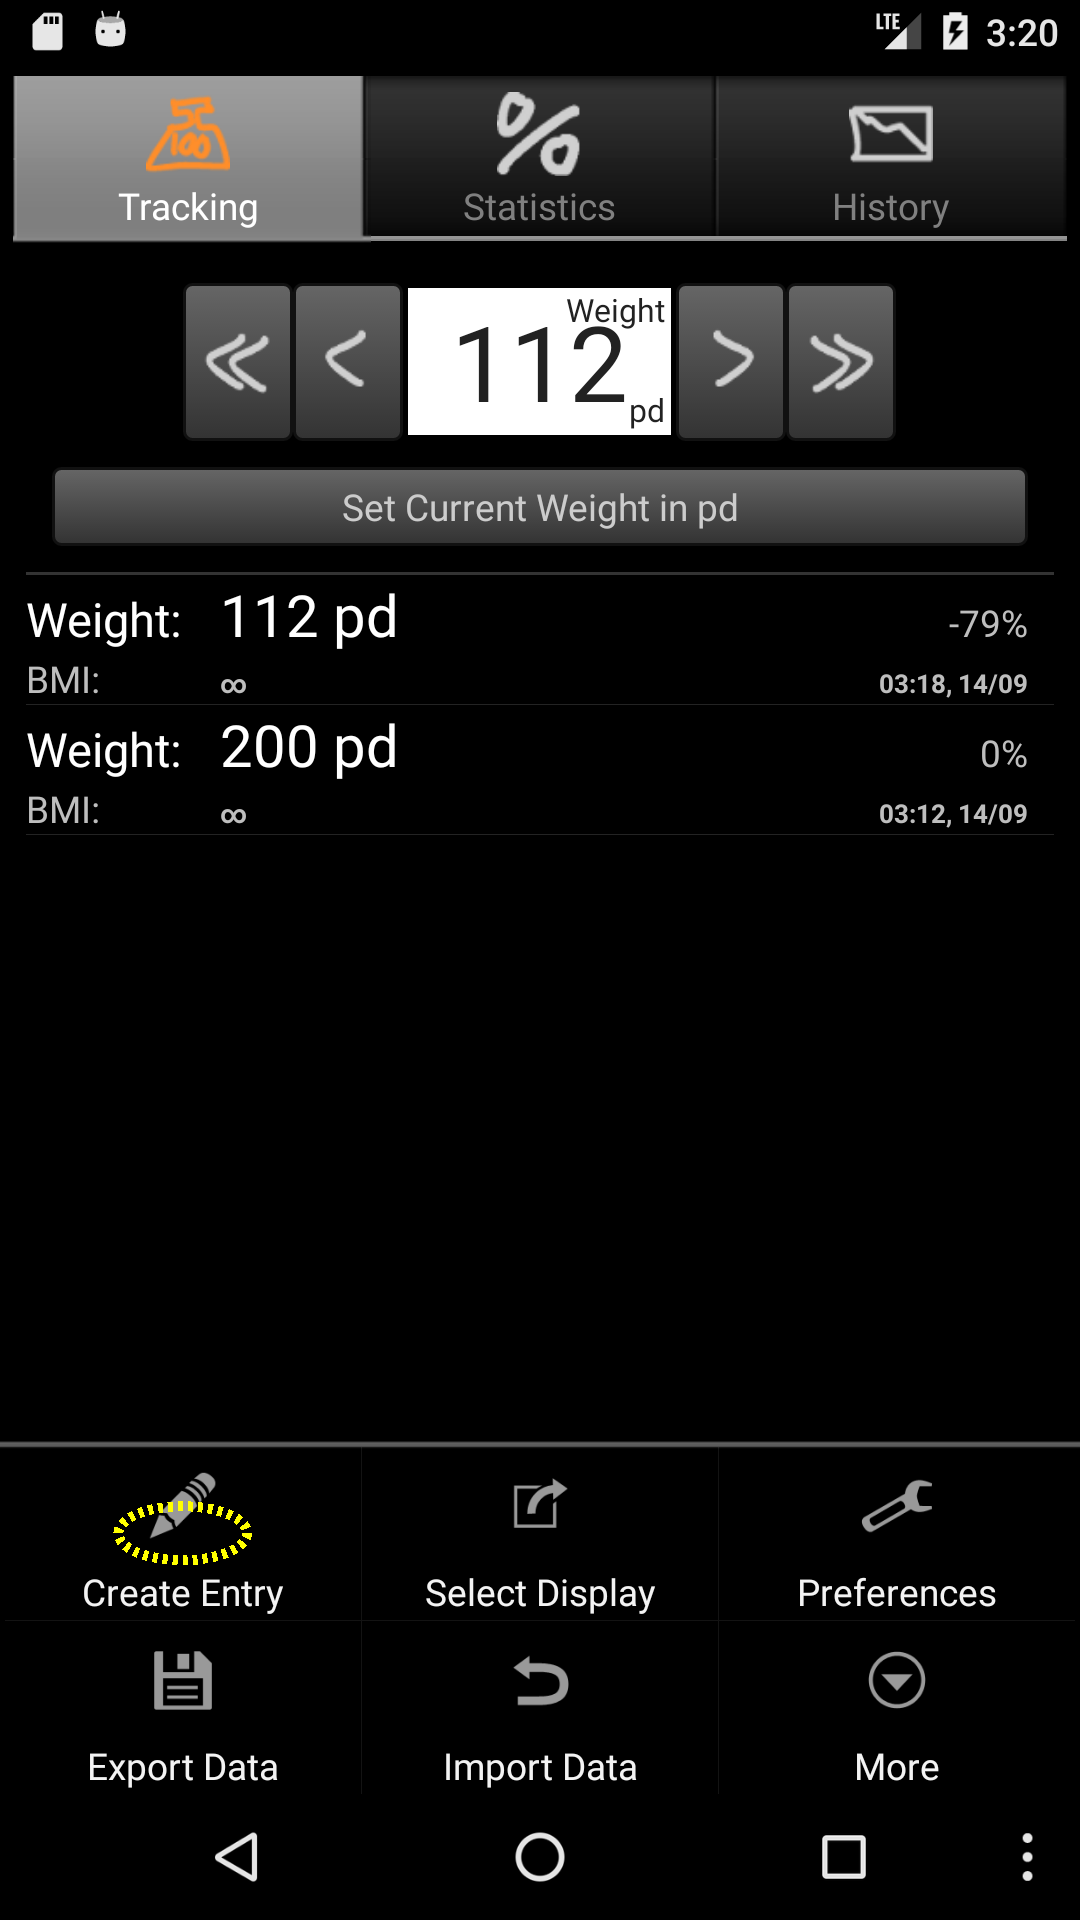 LTE 3:20
100
Tracking Statistics History
Weight
112
pd
Set Current Weight in pd
Weight: 112 pd -79%
BMI: ∞ 03:18, 14/09
Weight: 200 pd 0%
BMI: ∞ 03:12, 14/09
Create Entry Select Display Preferences
Export Data Import Data More